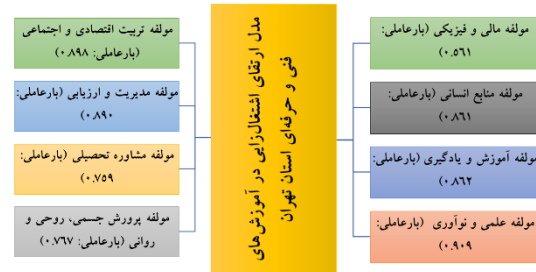 مولفه مالی و فیزیکی (بارعاملی:
۰.۵۶۱)
مولفه منابع انسانی (بارعاملی:
۰.۸۶۱)
مولفه آموزش و یادگیری (بارعاملی:
۰.۸۶۲)
مولفه علمی و نوآوری (بارعاملی:
۰.۹۰۹)
مدل ارتقای اشتغال‌زایی در آموزش‌های
فنی و حرفه‌ای استان تهران
مولفه تربیت اقتصادی و اجتماعی
(بارعاملی: ۰.۸۹۸)
مولفه مدیریت و ارزیابی (بارعاملی:
۰.۸۹۰)
مولفه مشاوره تحصیلی (بارعاملی:
۰.۷۵۹)
مولفه پرورش جسمی، روحی و
روانی (بارعاملی: ۰.۷۶۷)